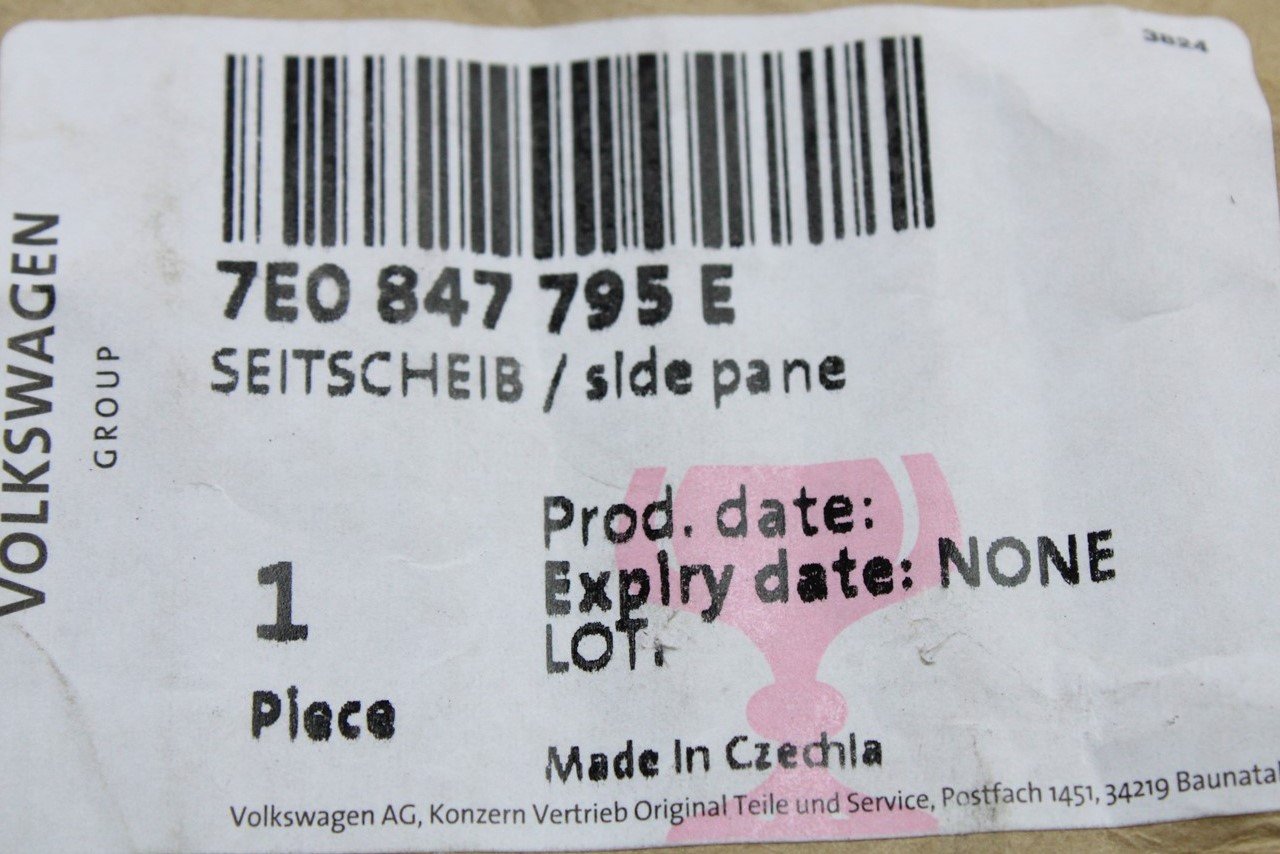 3824
7E0 847 795 E
SEITSCHEIB / side pane
VOLKSWAGEN
GROUP
Prod. date:
Expiry date: NONE
LOT:
1
Piece
Made in Czechia
Volkswagen AG, Konzern Vertrieb Original Teile und Service, Postfach 1451, 34219 Baunatal